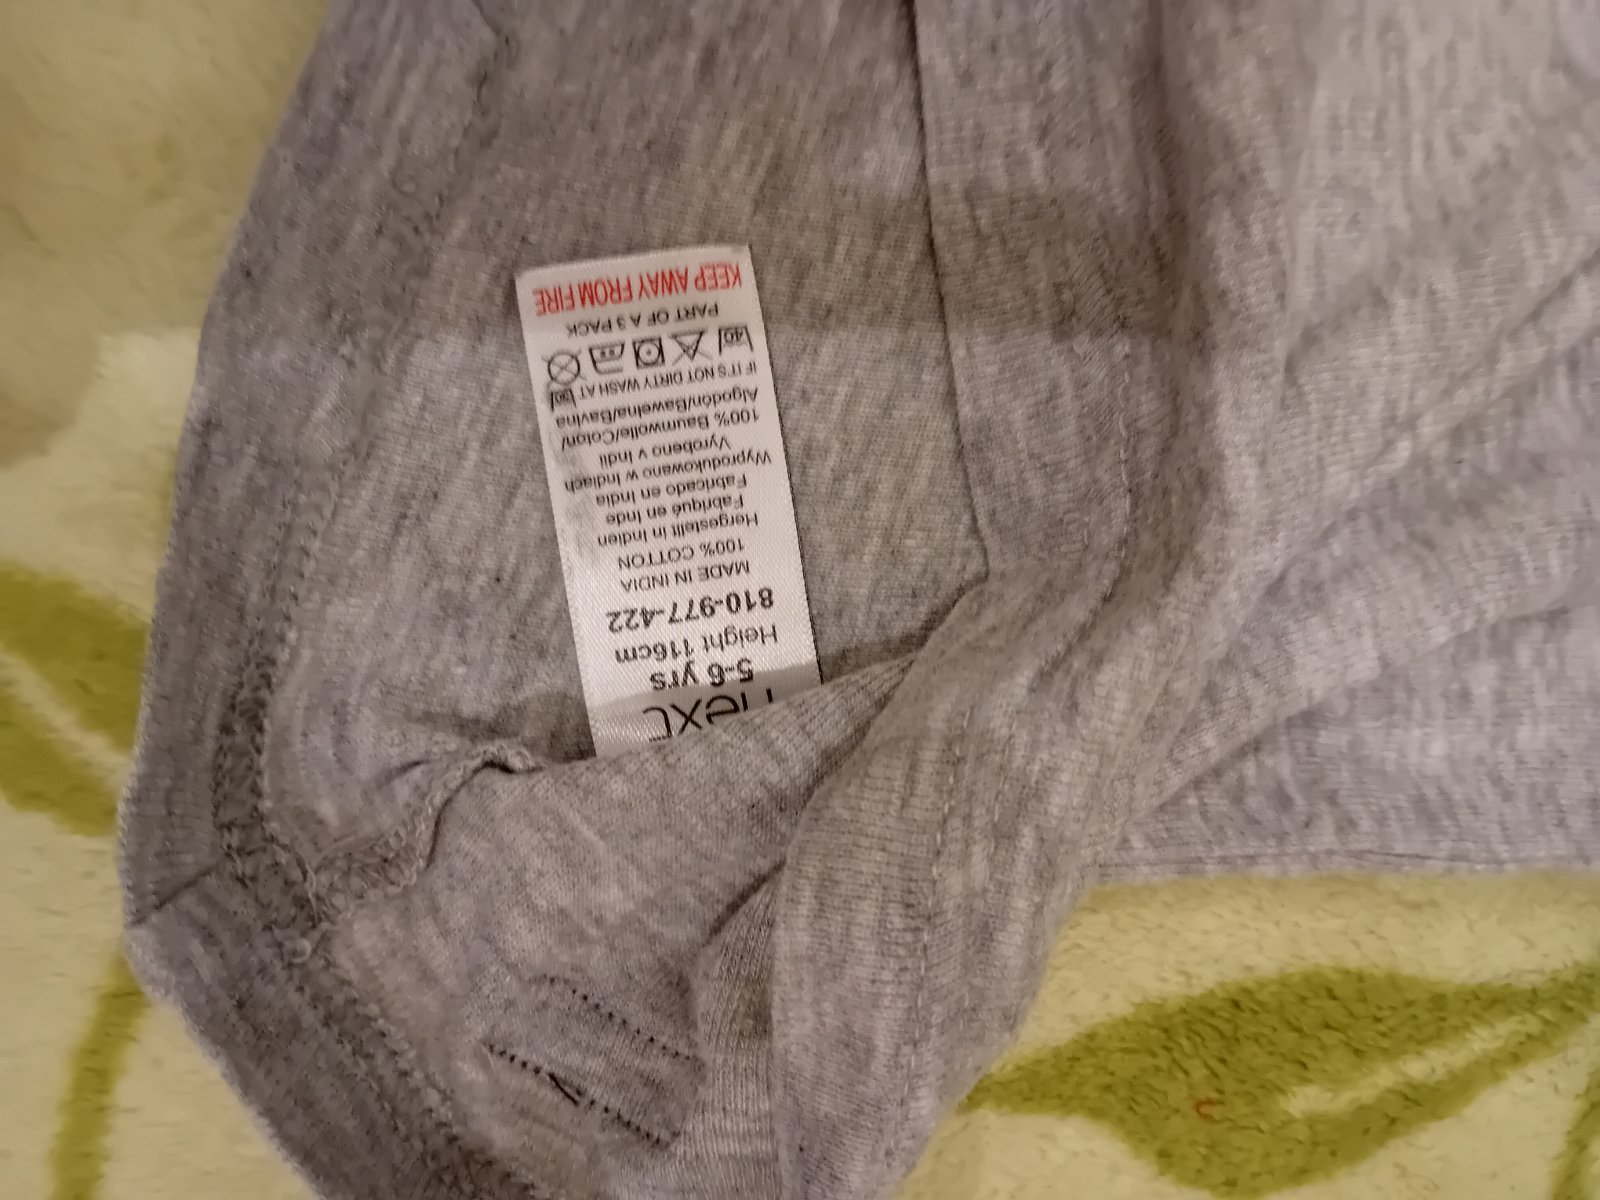 next
5-6 yrs
Height 116cm
810-977-422
MADE IN INDIA
100% COTTON
Hergestellt in Indien
Fabriqué en Inde
Fabricado en India
Wyprodukowano w Indiach
Vyrobeno v Indii
100% Baumwolle/Coton/
Algodón/Bawełna/Bavlna
IF IT'S NOT DIRTY WASH AT 30
40
PART OF A 3 PACK
KEEP AWAY FROM FIRE